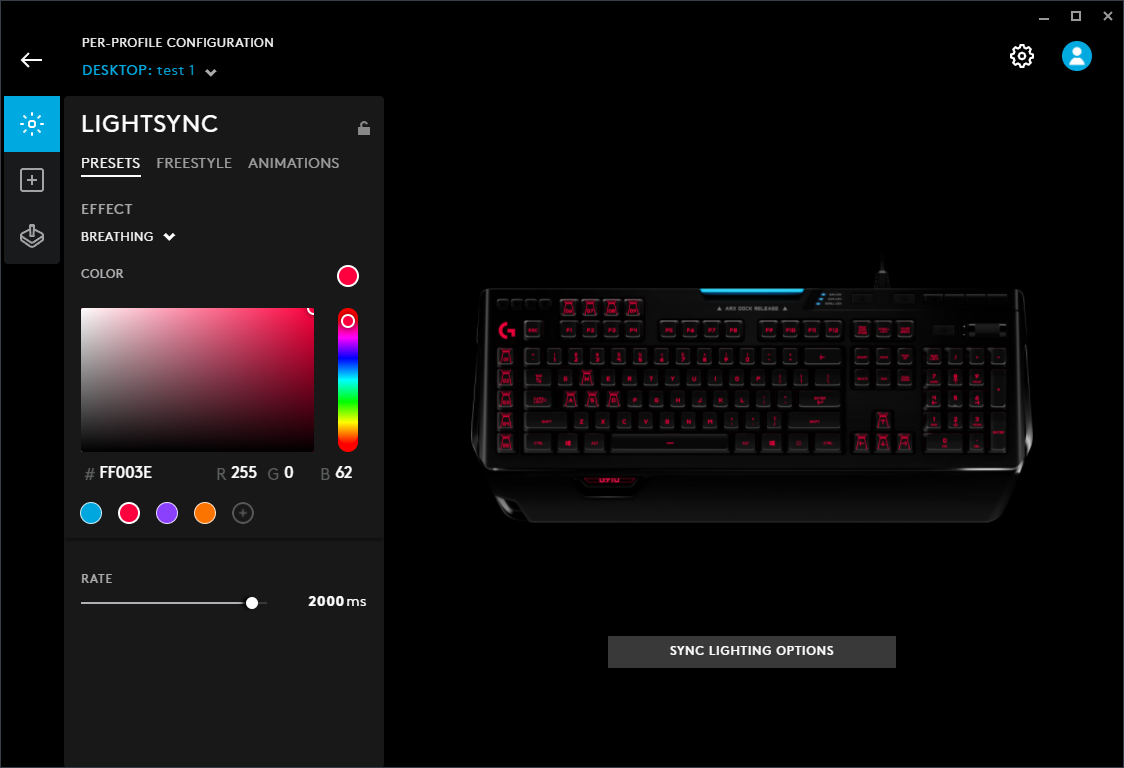 PER-PROFILE CONFIGURATION
DESKTOP: test 1
LIGHTSYNC
PRESETS FREESTYLE ANIMATIONS
EFFECT
BREATHING
COLOR
# FF003E R 255 G 0 B 62
RATE
2000 ms
ARX DOCK RELEASE
G910
SYNC LIGHTING OPTIONS